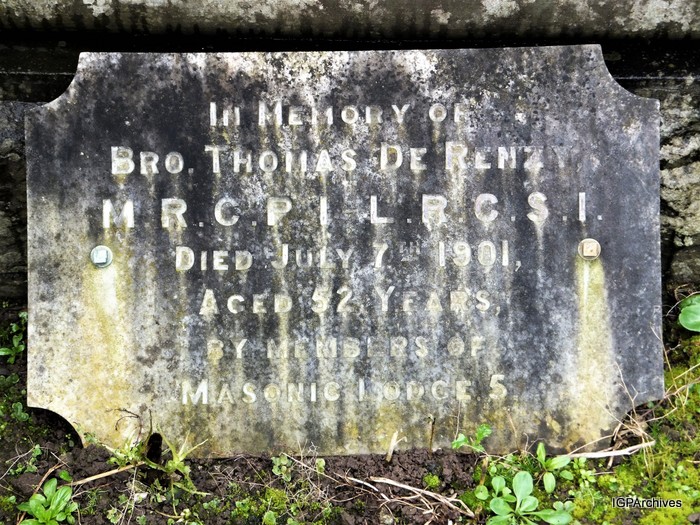 In Memory of
Bro. Thomas De Renzy
M.R.C.P.I. L.R.C.S.I.
Died July 7th 1901,
Aged 52 Years,
by members of
Masonic Lodge 5.
IGPArchives